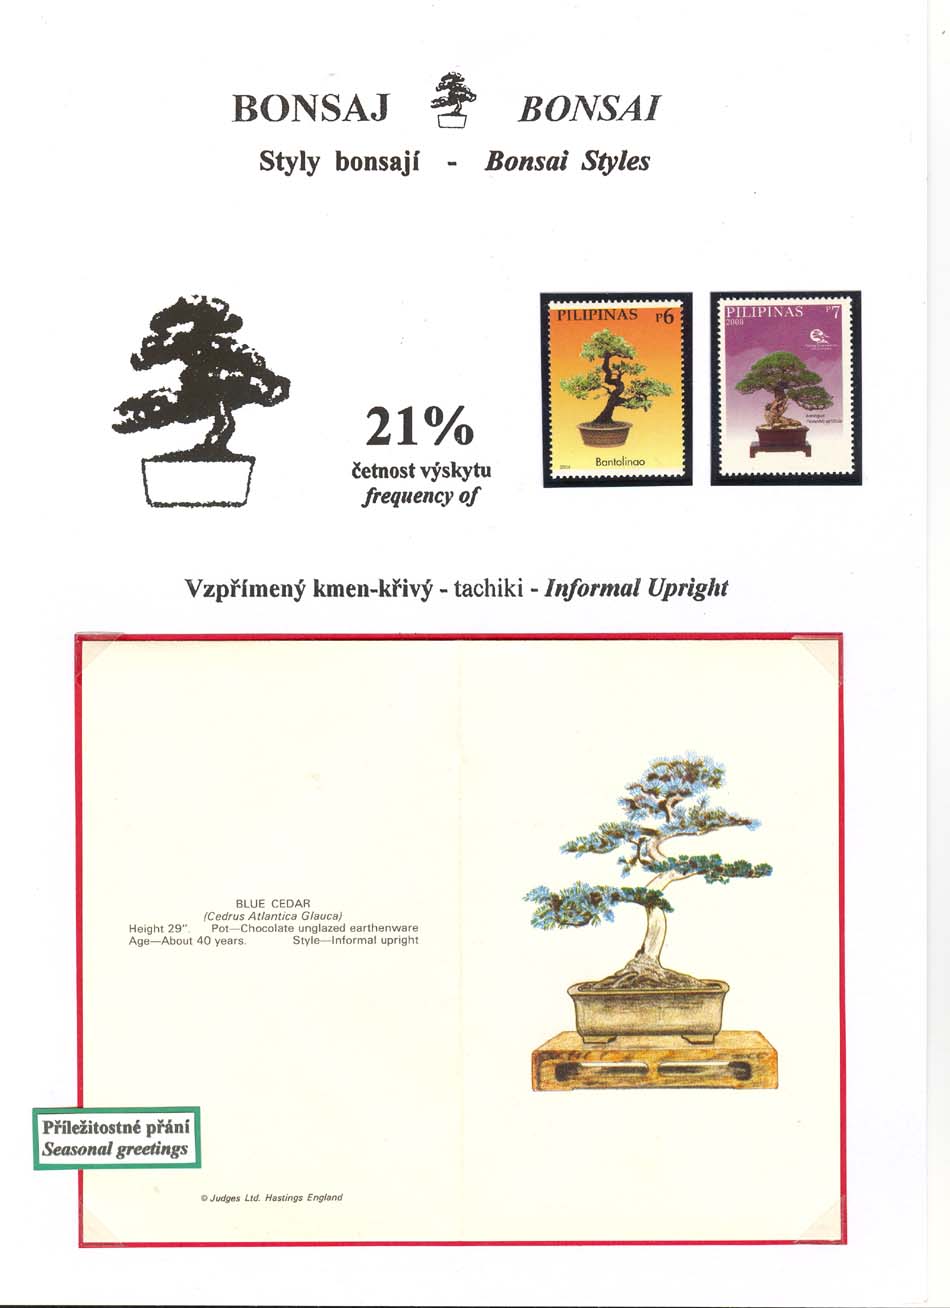 BONSAJ BONSAI
Styly bonsají - Bonsai Styles
PILIPINAS P6
Bantolinao
PILIPINAS P7
2008
21%
četnost výskytu
frequency of
Vzpřímený kmen-křivý - tachiki - Informal Upright
BLUE CEDAR
(Cedrus Atlantica Glauca)
Height 29". Pot—Chocolate unglazed earthenware
Age—About 40 years. Style—Informal upright
Příležitostné přání
Seasonal greetings
© Judges Ltd. Hastings England